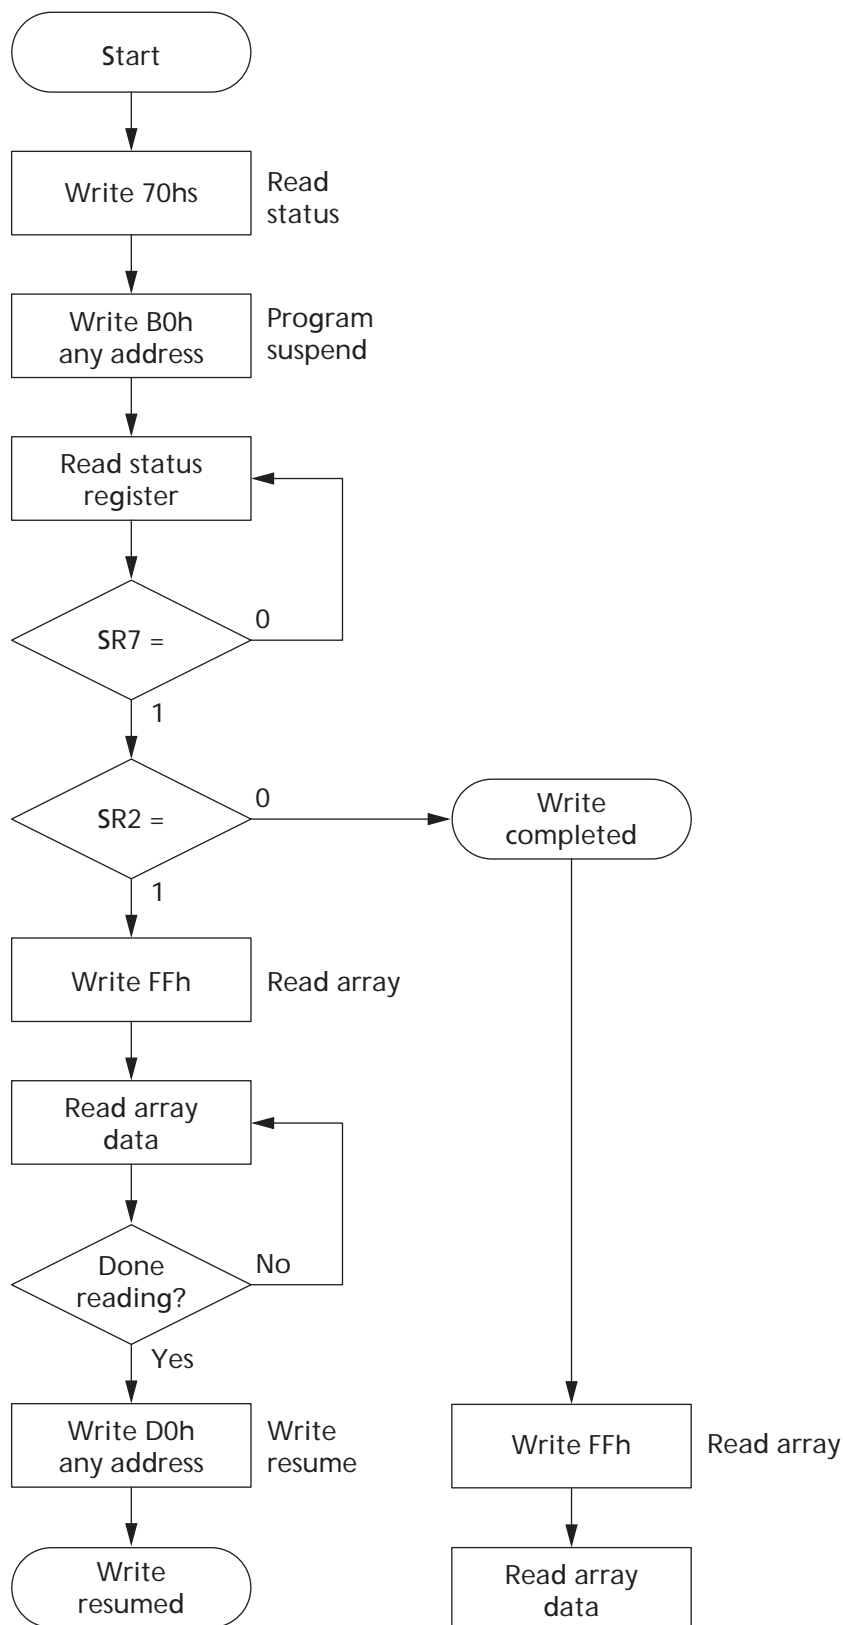 Start
Write 70hs
Read
status
Write B0h
any address
Program
suspend
Read status
register
SR7 =
0
1
SR2 =
0
Write
completed
1
Write FFh
Read array
Read array
data
Done
reading?
No
Yes
Write D0h
any address
Write
resume
Write FFh
Read array
Write
resumed
Read array
data